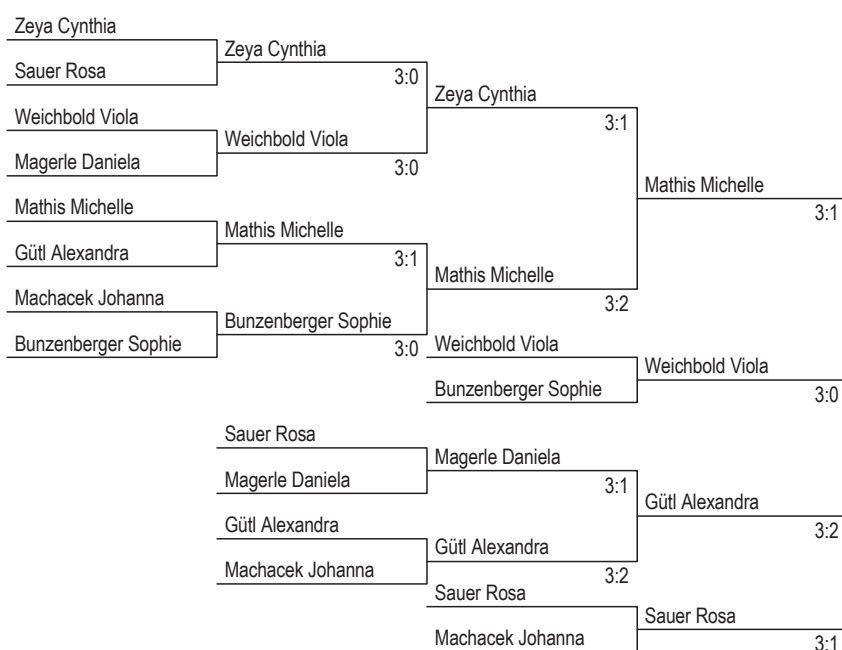 Zeya Cynthia
Zeya Cynthia
Sauer Rosa
3:0
Zeya Cynthia
Weichbold Viola
3:1
Weichbold Viola
Magerle Daniela
3:0
Mathis Michelle
3:1
Mathis Michelle
Mathis Michelle
Gütl Alexandra
3:1
Mathis Michelle
Machacek Johanna
3:2
Bunzenberger Sophie
Bunzenberger Sophie
3:0
Weichbold Viola
Weichbold Viola
Bunzenberger Sophie
3:0
Sauer Rosa
Magerle Daniela
Magerle Daniela
3:1
Gütl Alexandra
Gütl Alexandra
3:2
Gütl Alexandra
Machacek Johanna
3:2
Sauer Rosa
Sauer Rosa
Machacek Johanna
3:1